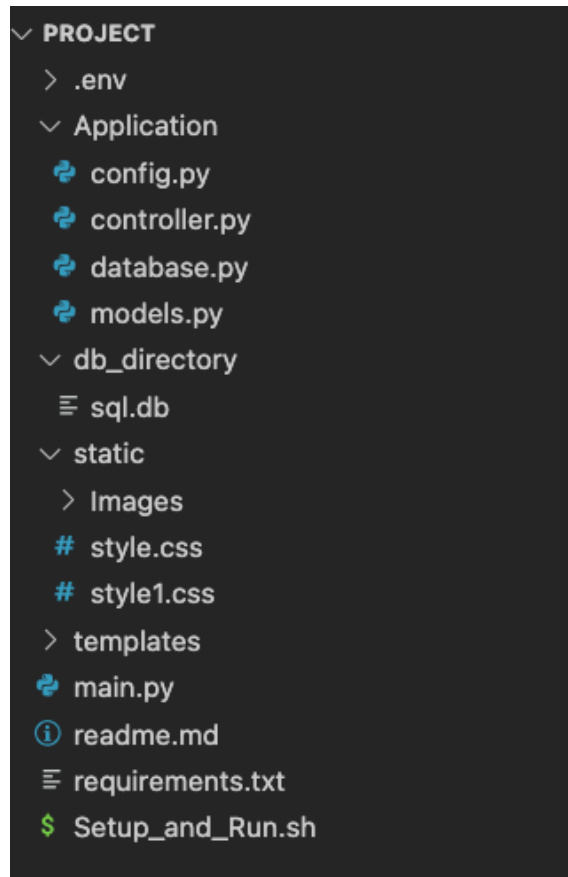 PROJECT
.env
Application
config.py
controller.py
database.py
models.py
db_directory
sql.db
static
Images
# style.css
# style1.css
templates
main.py
readme.md
requirements.txt
$ Setup_and_Run.sh